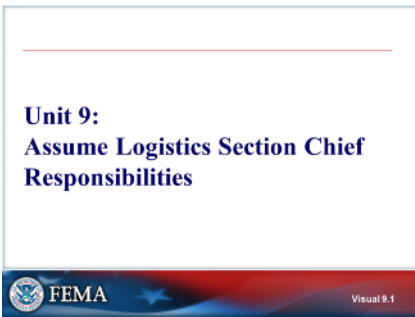 Unit 9:
Assume Logistics Section Chief
Responsibilities
FEMA
Visual 9.1